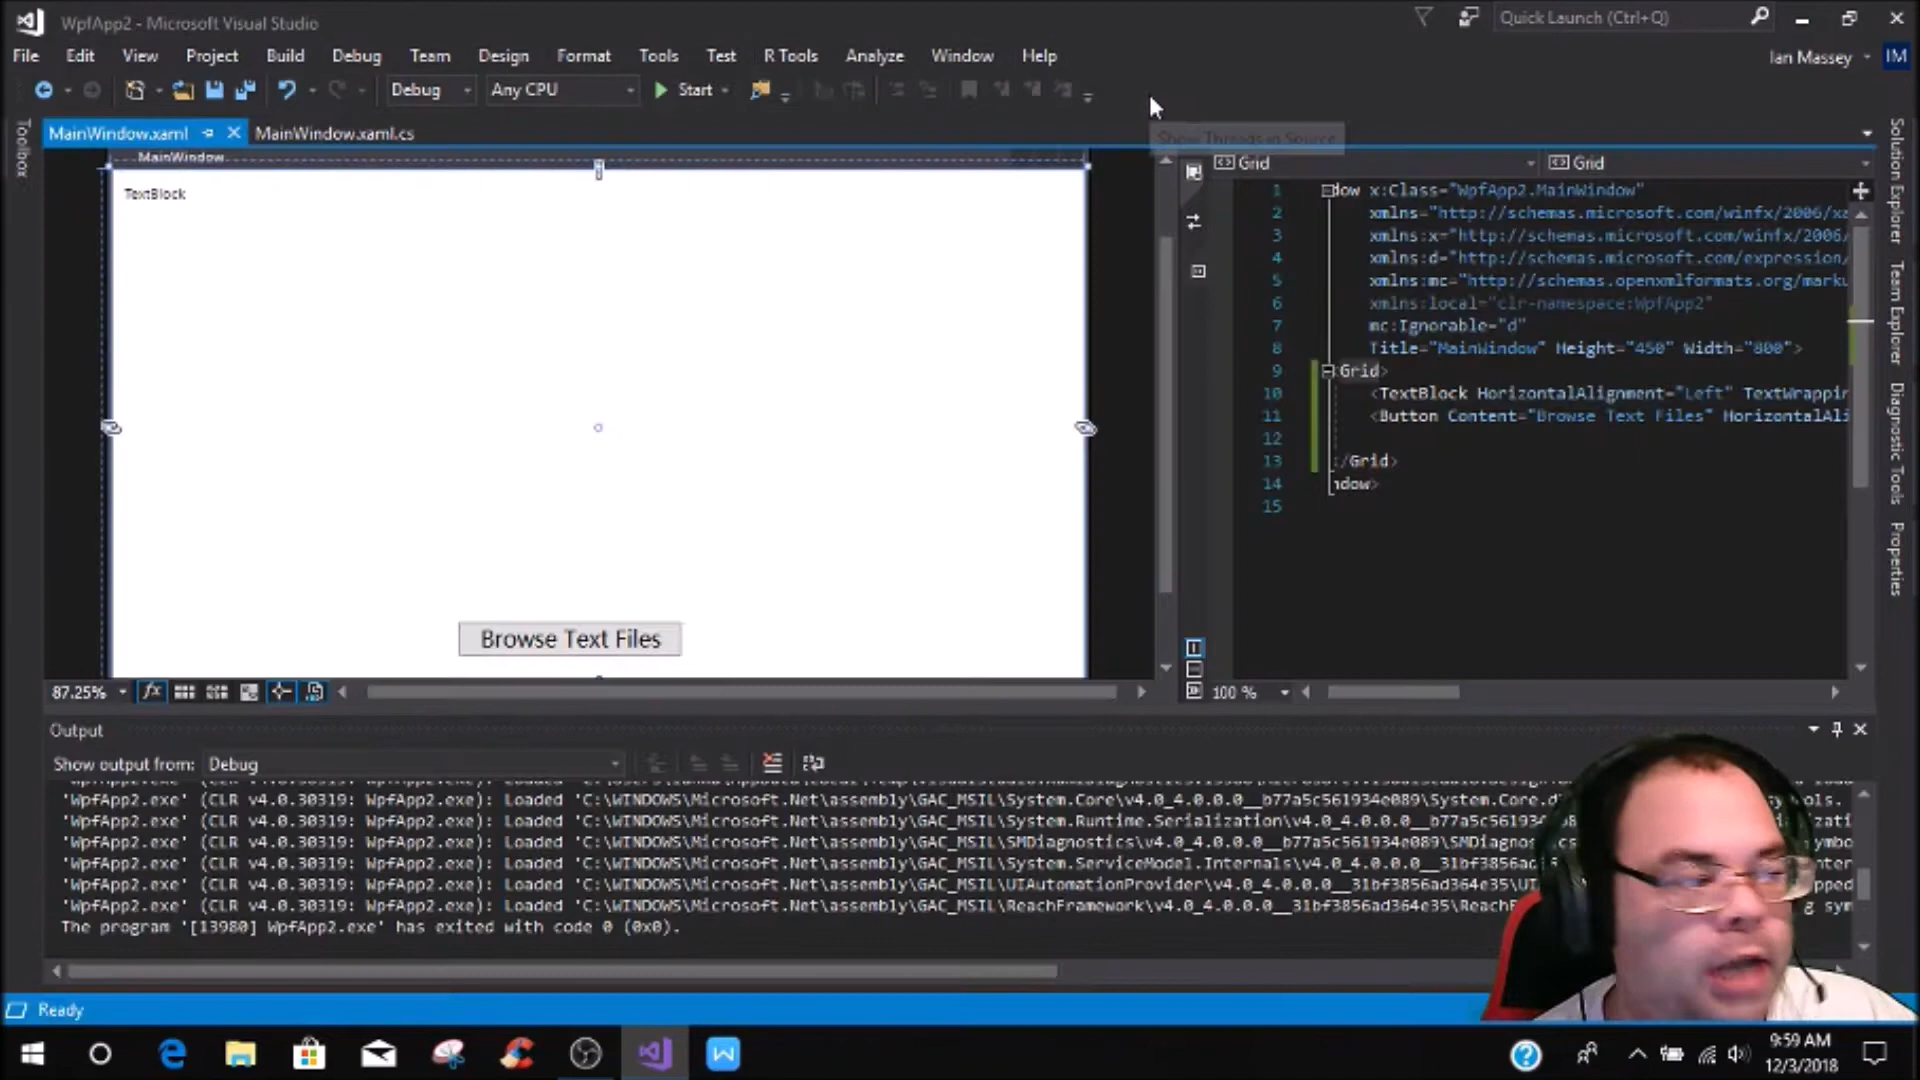 WpfApp2 - Microsoft Visual Studio
Quick Launch (Ctrl+Q)
File Edit View Project Build Debug Team Design Format Tools Test R Tools Analyze Window Help
Ian Massey
IM
Debug
Any CPU
Start
Toolbox
MainWindow.xaml
MainWindow.xaml.cs
Show Threads in Source
MainWindow
TextBlock
Browse Text Files
Grid
Grid
1 dow x:Class="WpfApp2.MainWindow"
2 xmlns="http://schemas.microsoft.com/winfx/2006/xa
3 xmlns:x="http://schemas.microsoft.com/winfx/2006/
4 xmlns:d="http://schemas.microsoft.com/expression/
5 xmlns:mc="http://schemas.openxmlformats.org/marku
6 xmlns:local="clr-namespace:WpfApp2"
7 mc:Ignorable="d"
8 Title="MainWindow" Height="450" Width="800">
9 Grid>
10 <TextBlock HorizontalAlignment="Left" TextWrappin
11 <Button Content="Browse Text Files" HorizontalAli
12
13 /Grid>
14 ndow>
15
Solution Explorer
Team Explorer
Diagnostic Tools
Properties
87.25%
100 %
Output
Show output from: Debug
'WpfApp2.exe' (CLR v4.0.30319: WpfApp2.exe): Loaded 'C:\WINDOWS\Microsoft.Net\assembly\GAC_MSIL\System.Core\v4.0_4.0.0.0__b77a5c561934e089\System.Core.d ymbols.
'WpfApp2.exe' (CLR v4.0.30319: WpfApp2.exe): Loaded 'C:\WINDOWS\Microsoft.Net\assembly\GAC_MSIL\System.Runtime.Serialization\v4.0_4.0.0.0__b77a5c561934
'WpfApp2.exe' (CLR v4.0.30319: WpfApp2.exe): Loaded 'C:\WINDOWS\Microsoft.Net\assembly\GAC_MSIL\SMDiagnostics\v4.0_4.0.0.0__b77a5c561934e089\SMDiagnos
'WpfApp2.exe' (CLR v4.0.30319: WpfApp2.exe): Loaded 'C:\WINDOWS\Microsoft.Net\assembly\GAC_MSIL\System.ServiceModel.Internals\v4.0_4.0.0.0__31bf3856ad
'WpfApp2.exe' (CLR v4.0.30319: WpfApp2.exe): Loaded 'C:\WINDOWS\Microsoft.Net\assembly\GAC_MSIL\UIAutomationProvider\v4.0_4.0.0.0__31bf3856ad364e35\UI
'WpfApp2.exe' (CLR v4.0.30319: WpfApp2.exe): Loaded 'C:\WINDOWS\Microsoft.Net\assembly\GAC_MSIL\ReachFramework\v4.0_4.0.0.0__31bf3856ad364e35\Reach
The program '[13980] WpfApp2.exe' has exited with code 0 (0x0).
Ready
9:59 AM
12/3/2018